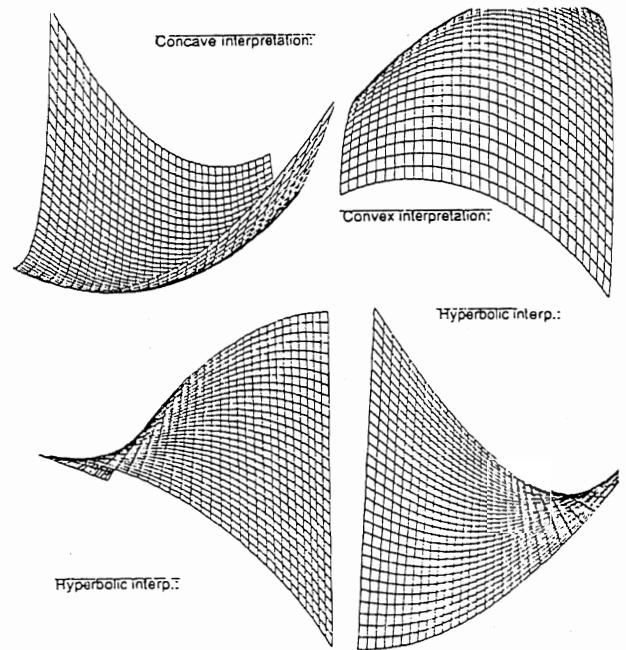 Concave interpretation:
Convex interpretation:
Hyperbolic interp.:
Hyperbolic interp.: